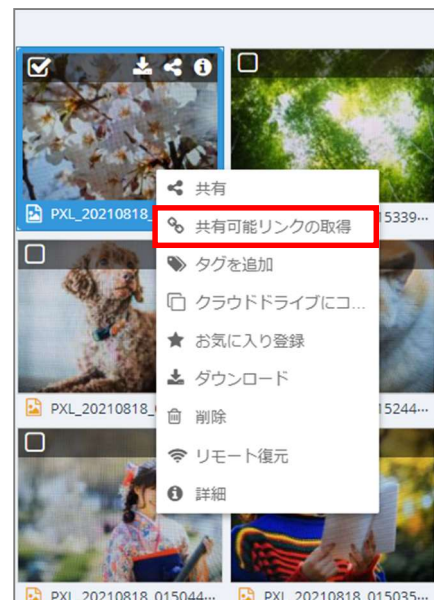 PXL_20210818_
15339…
共有
共有可能リンクの取得
タグを追加
クラウドドライブにコ...
お気に入り登録
ダウンロード
削除
リモート復元
詳細
PXL_20210818_
15244…
PXL_20210818_015044…
PXL_20210818_015035…